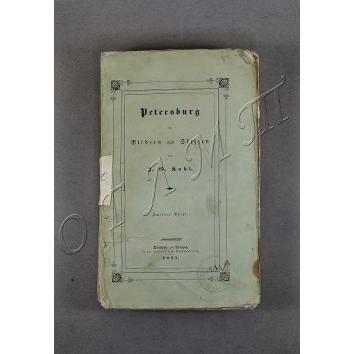 Petersburg
in
Bildern und Skizzen
von
J. G. Kohl.
Zweiter Theil
Dresden und Leipzig
1841.